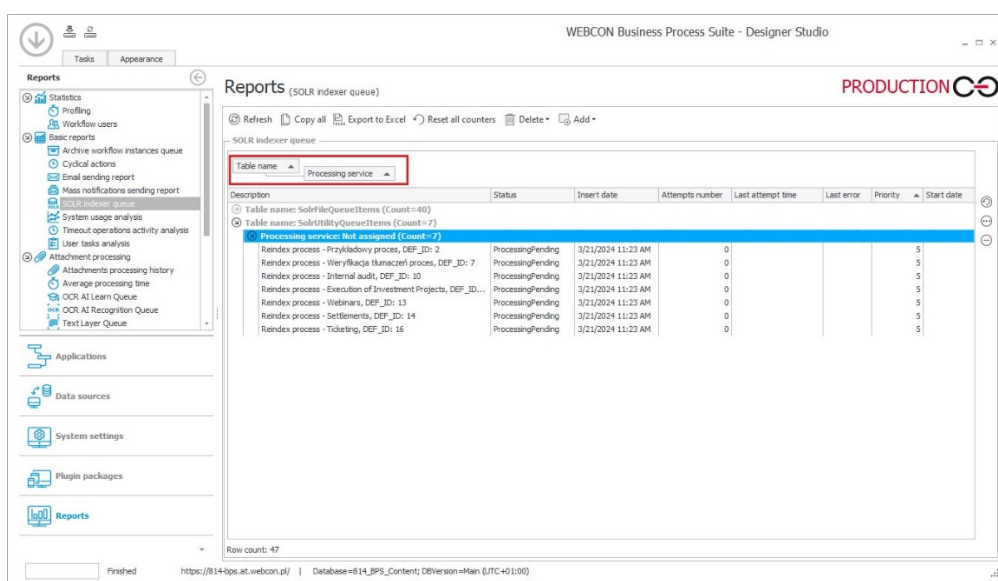 WEBCON Business Process Suite - Designer Studio
Tasks Appearance
Reports
Statistics
Profiling
Workflow users
Basic reports
Archive workflow instances queue
Cyclical actions
Email sending report
Mass notifications sending report
SOLR indexer queue
System usage analysis
Timeout operations activity analysis
User tasks analysis
Attachment processing
Attachments processing history
Average processing time
OCR AI Learn Queue
OCR AI Recognition Queue
Text Layer Queue
Applications
Data sources
System settings
Plugin packages
Reports
Reports (SOLR indexer queue)
PRODUCTION
Refresh Copy all Export to Excel Reset all counters Delete Add
SOLR indexer queue
Table name
Processing service
Description Status Insert date Attempts number Last attempt time Last error Priority Start date
Table name: SolrFileQueueItems (Count=40)
Table name: SolrUtilityQueueItems (Count=7)
Processing service: Not assigned (Count=7)
Reindex process - Przykładowy proces, DEF_ID: 2 ProcessingPending 3/21/2024 11:23 AM 0 5
Reindex process - Weryfikacja tłumaczeń proces, DEF_ID: 7 ProcessingPending 3/21/2024 11:23 AM 0 5
Reindex process - Internal audit, DEF_ID: 10 ProcessingPending 3/21/2024 11:23 AM 0 5
Reindex process - Execution of Investment Projects, DEF_ID... ProcessingPending 3/21/2024 11:23 AM 0 5
Reindex process - Webinars, DEF_ID: 13 ProcessingPending 3/21/2024 11:23 AM 0 5
Reindex process - Settlements, DEF_ID: 14 ProcessingPending 3/21/2024 11:23 AM 0 5
Reindex process - Ticketing, DEF_ID: 16 ProcessingPending 3/21/2024 11:23 AM 0 5
Row count: 47
Finished https://814-bps.at.webcon.pl/ | Database=814_BPS_Content; DBVersion=Main (UTC+01:00)